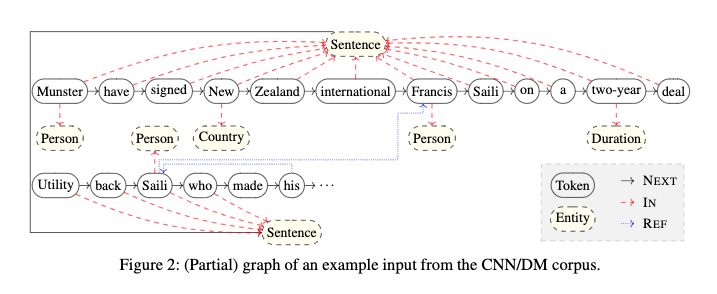 Sentence
Munster have signed New Zealand international Francis Saili on a two-year deal
Person Person Country Person Duration
Utility back Saili who made his ···
Sentence
Token NEXT
IN
Entity REF
Figure 2: (Partial) graph of an example input from the CNN/DM corpus.